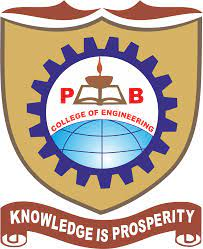 P B
COLLEGE OF ENGINEERING
KNOWLEDGE IS PROSPERITY